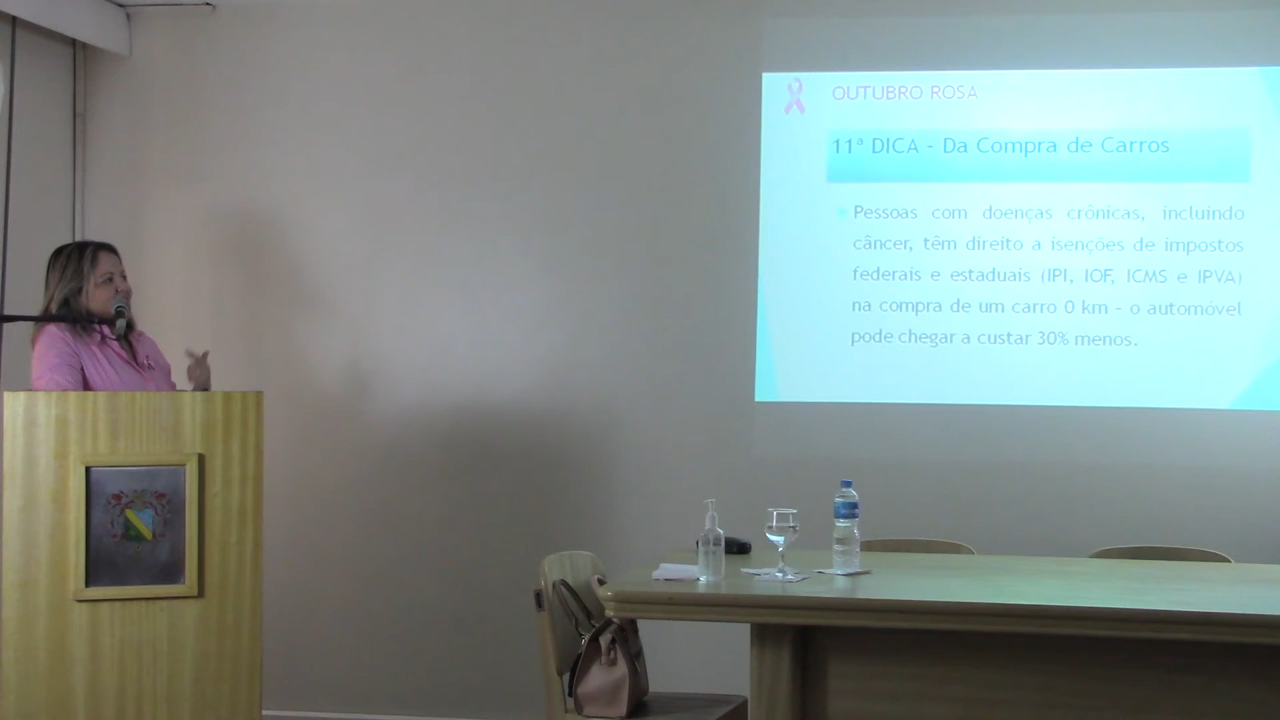 OUTUBRO ROSA
11ª DICA - Da Compra de Carros
Pessoas com doenças crônicas, incluindo
câncer, têm direito a isenções de impostos
federais e estaduais (IPI, IOF, ICMS e IPVA)
na compra de um carro 0 km - o automóvel
pode chegar a custar 30% menos.